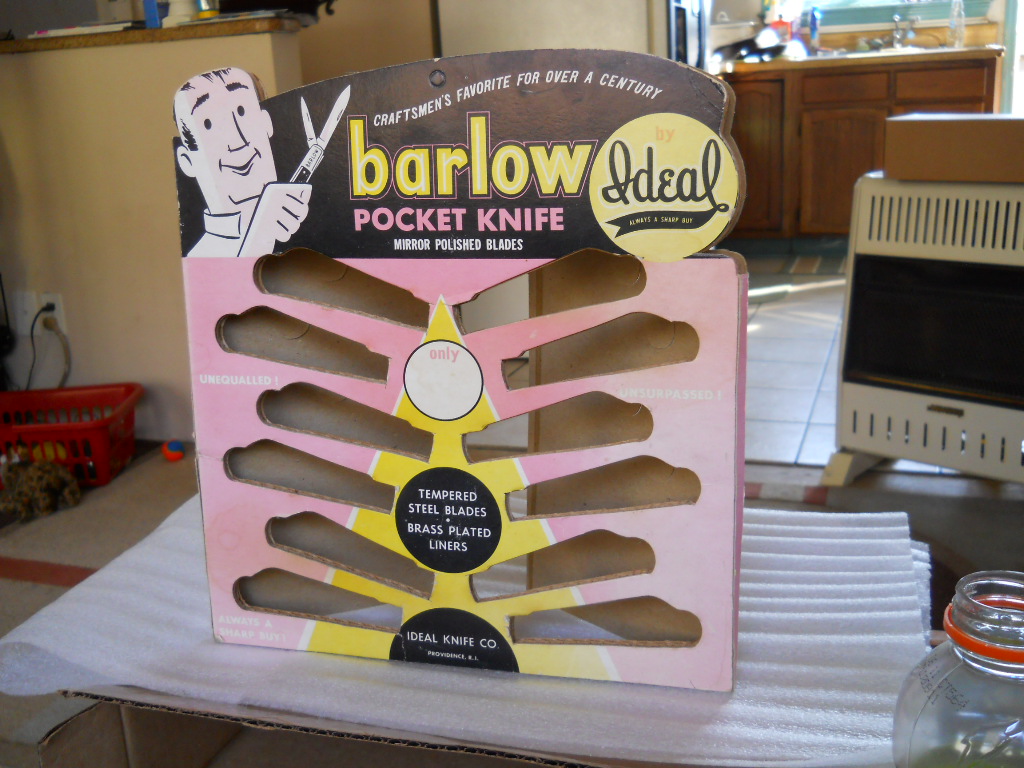 CRAFTSMEN'S FAVORITE FOR OVER A CENTURY
BARLOW
barlow
by
Ideal
ALWAYS A SHARP BUY
POCKET KNIFE
MIRROR POLISHED BLADES
only
UNEQUALLED!
UNSURPASSED!
TEMPERED
STEEL BLADES
BRASS PLATED
LINERS
ALWAYS A
SHARP BUY!
IDEAL KNIFE CO.
PROVIDENCE, R.I.